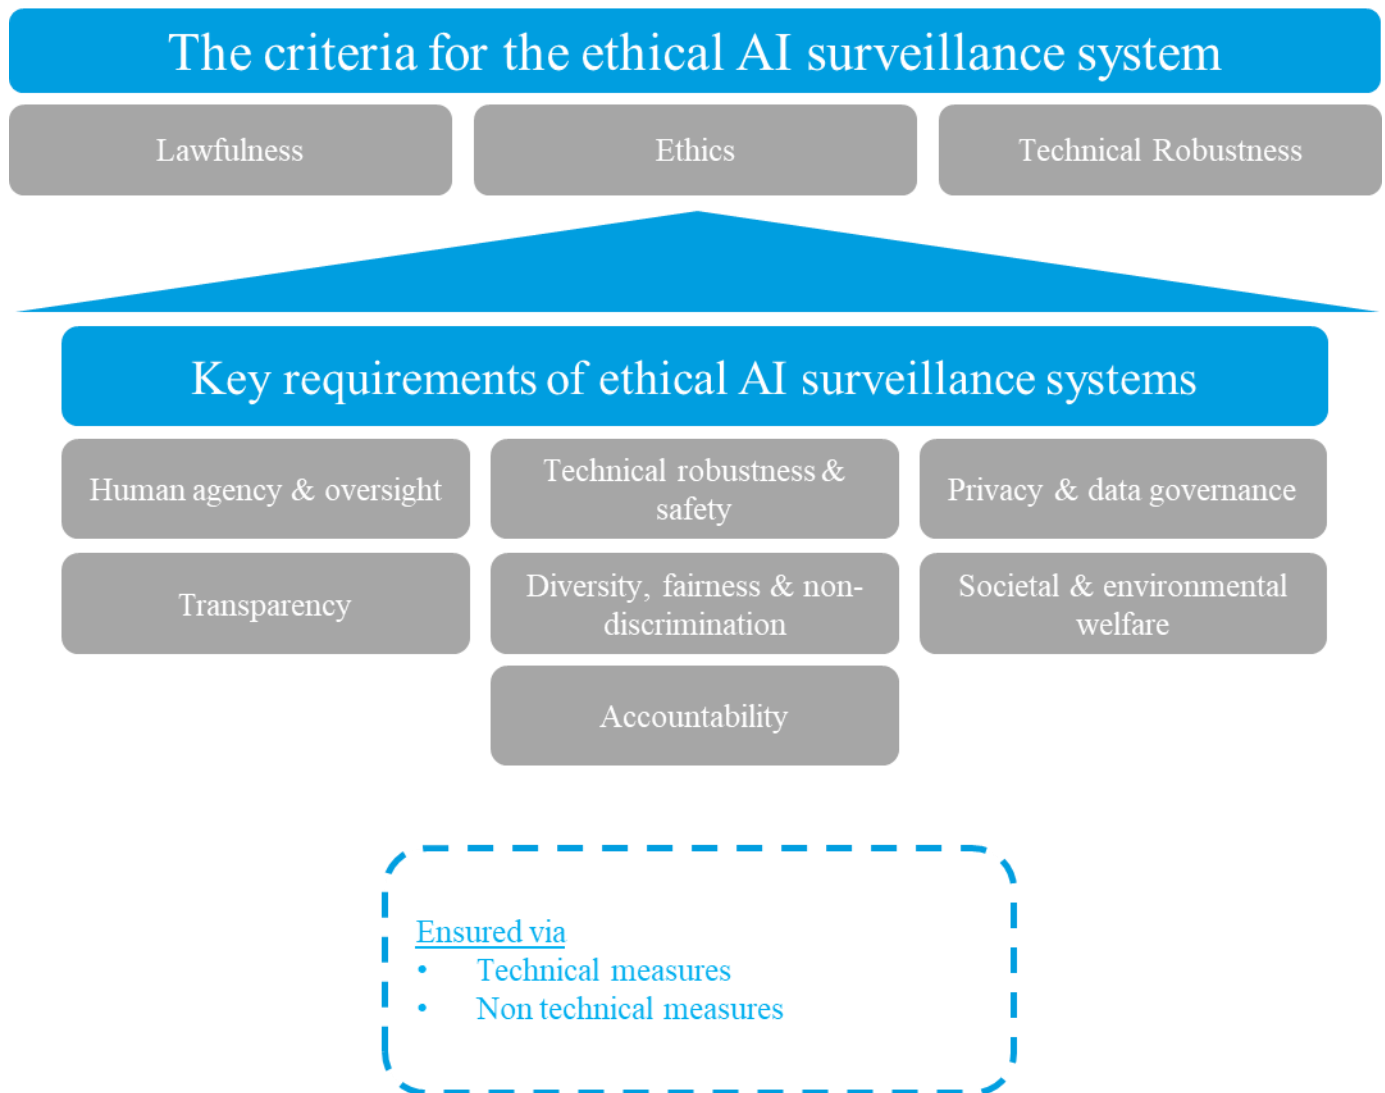 The criteria for the ethical AI surveillance system
Lawfulness
Ethics
Technical Robustness
Key requirements of ethical AI surveillance systems
Human agency & oversight
Technical robustness &
safety
Privacy & data governance
Transparency
Diversity, fairness & non-
discrimination
Societal & environmental
welfare
Accountability
Ensured via
• Technical measures
• Non technical measures